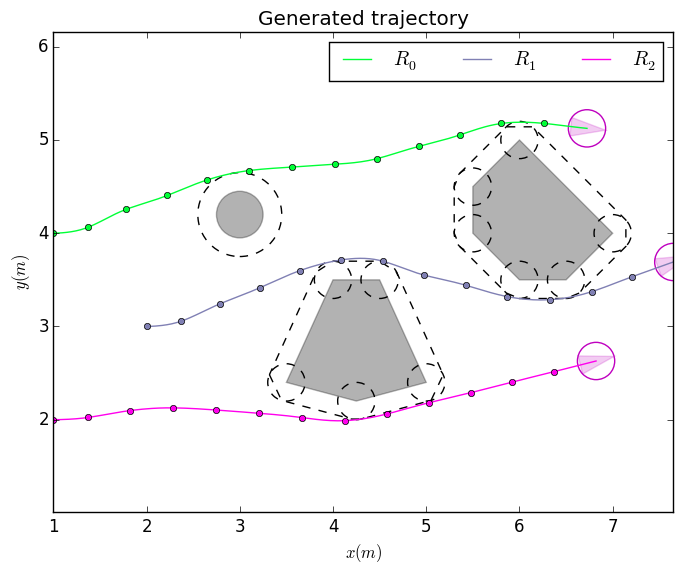 Generated trajectory
R₀ R₁ R₂
6
5
4
3
2
y(m)
1 2 3 4 5 6 7
x(m)